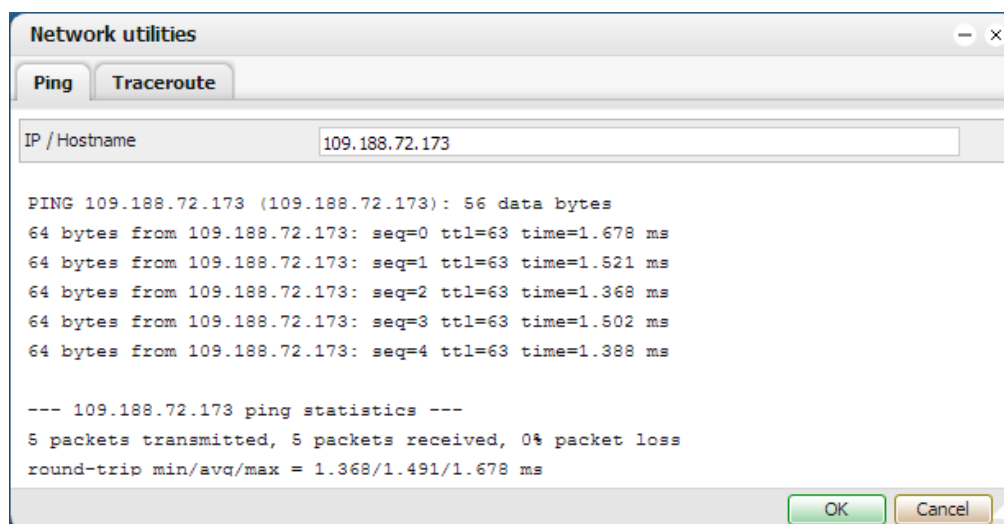 Network utilities
Ping Traceroute
IP / Hostname 109.188.72.173
PING 109.188.72.173 (109.188.72.173): 56 data bytes
64 bytes from 109.188.72.173: seq=0 ttl=63 time=1.678 ms
64 bytes from 109.188.72.173: seq=1 ttl=63 time=1.521 ms
64 bytes from 109.188.72.173: seq=2 ttl=63 time=1.368 ms
64 bytes from 109.188.72.173: seq=3 ttl=63 time=1.502 ms
64 bytes from 109.188.72.173: seq=4 ttl=63 time=1.388 ms
--- 109.188.72.173 ping statistics ---
5 packets transmitted, 5 packets received, 0% packet loss
round-trip min/avg/max = 1.368/1.491/1.678 ms
OK Cancel